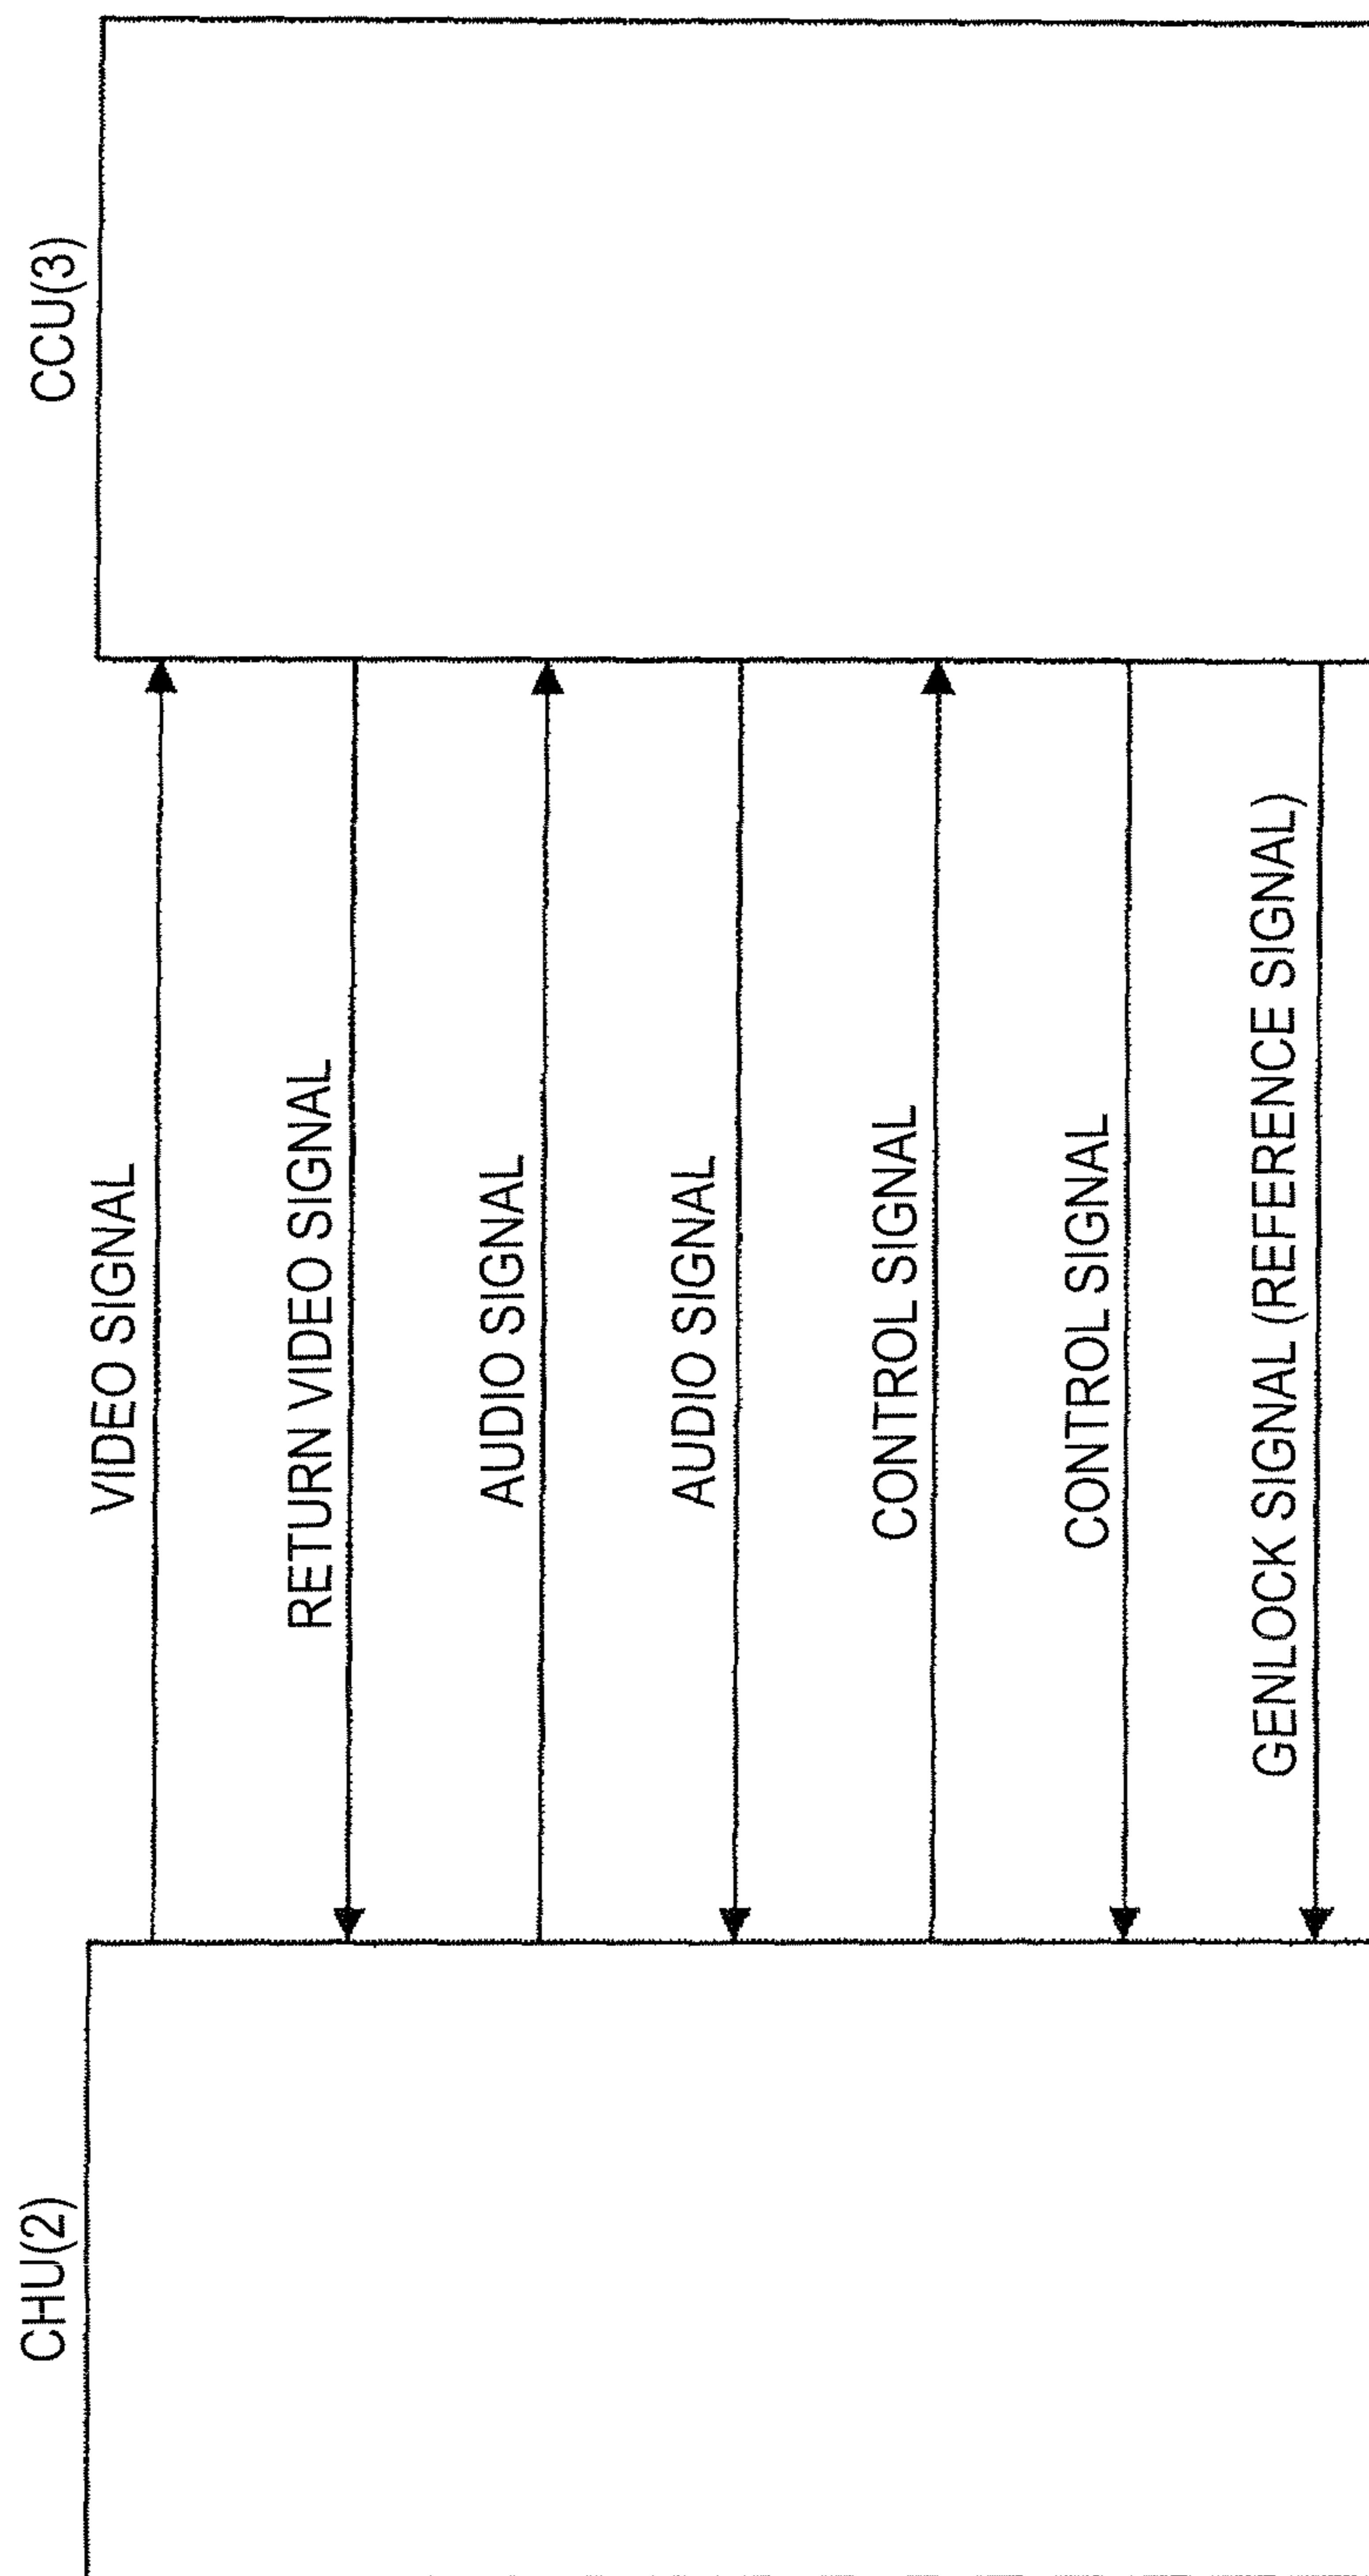 CHU(2)
CCU(3)
VIDEO SIGNAL
RETURN VIDEO SIGNAL
AUDIO SIGNAL
AUDIO SIGNAL
CONTROL SIGNAL
CONTROL SIGNAL
GENLOCK SIGNAL (REFERENCE SIGNAL)